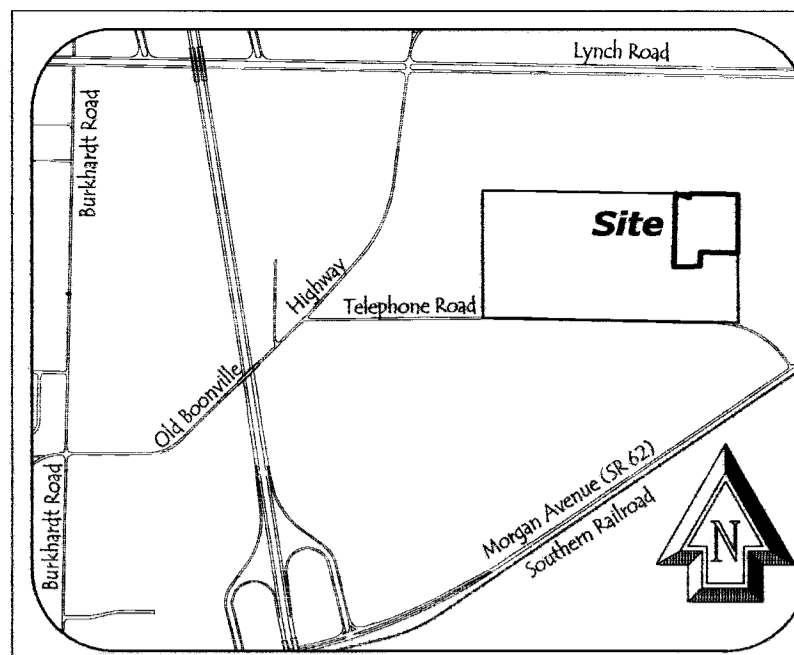 Lynch Road
Burkhardt Road
Site
Highway
Telephone Road
Old Boonville
Morgan Avenue (SR 62)
Southern Railroad
Burkhardt Road
N